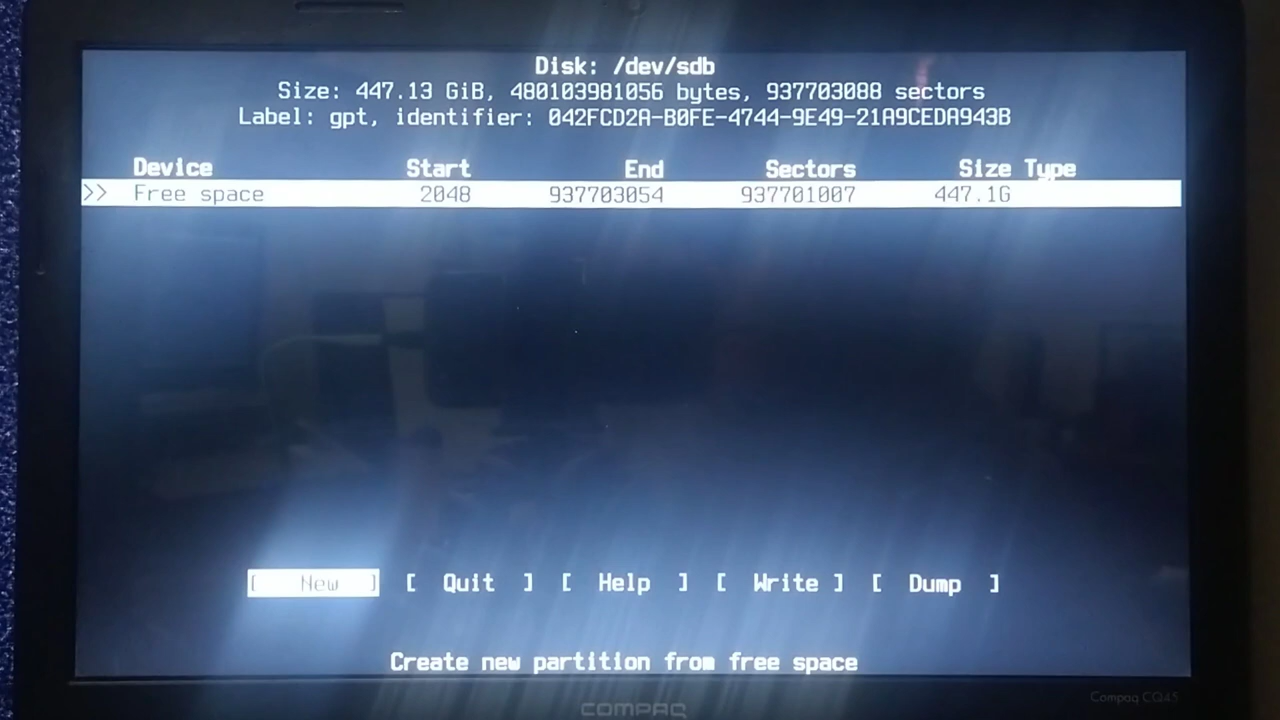 Disk: /dev/sdb
Size: 447.13 GiB, 480103981056 bytes, 937703088 sectors
Label: gpt, identifier: 042FCD2A-B0FE-4744-9E49-21A9CEDA943B
Device Start End Sectors Size Type
>> Free space 2048 937703054 937701007 447.1G
[ New ] [ Quit ] [ Help ] [ Write ] [ Dump ]
Create new partition from free space
Compaq CQ45
COMPAQ